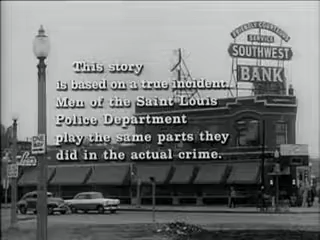 FRIENDLY COURTEOUS
SERVICE
SOUTHWEST
BANK
This story
is based on a true incident.
Men of the Saint Louis
Police Department
play the same parts they
did in the actual crime.